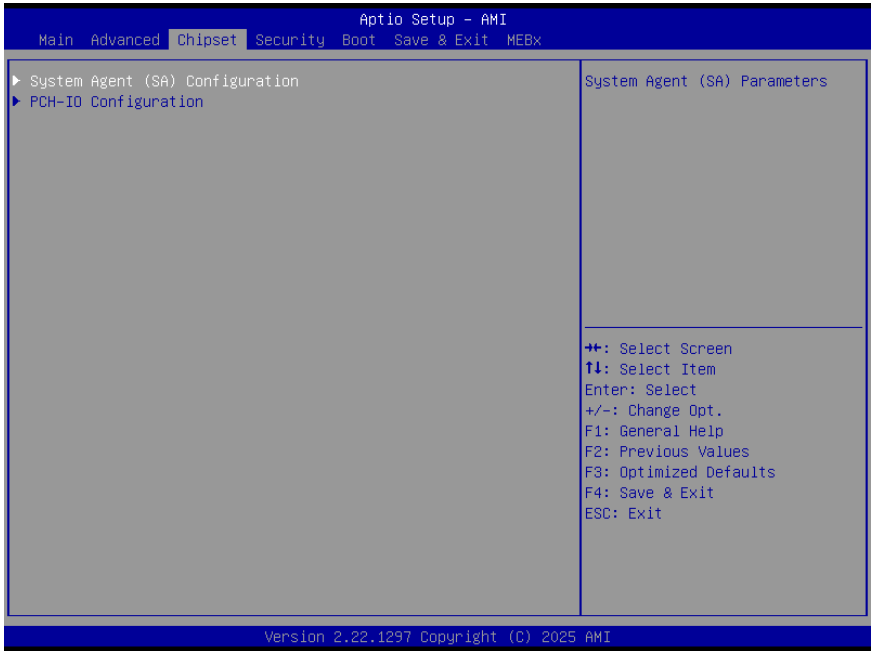 Aptio Setup – AMI
Main Advanced Chipset Security Boot Save & Exit MEBx
▶ System Agent (SA) Configuration
▶ PCH-IO Configuration
System Agent (SA) Parameters
→←: Select Screen
↑↓: Select Item
Enter: Select
+/-: Change Opt.
F1: General Help
F2: Previous Values
F3: Optimized Defaults
F4: Save & Exit
ESC: Exit
Version 2.22.1297 Copyright (C) 2025 AMI